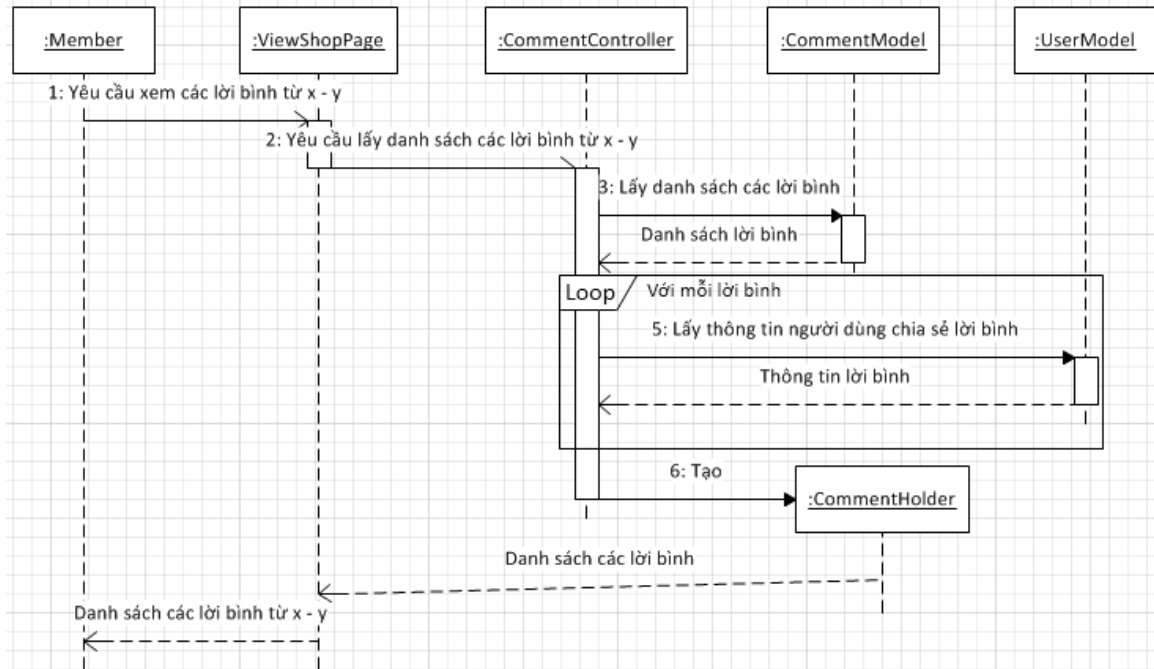 :Member
:ViewShopPage
:CommentController
:CommentModel
:UserModel
1: Yêu cầu xem các lời bình từ x - y
2: Yêu cầu lấy danh sách các lời bình từ x - y
3: Lấy danh sách các lời bình
Danh sách lời bình
Loop
Với mỗi lời bình
5: Lấy thông tin người dùng chia sẻ lời bình
Thông tin lời bình
6: Tạo
:CommentHolder
Danh sách các lời bình
Danh sách các lời bình từ x - y